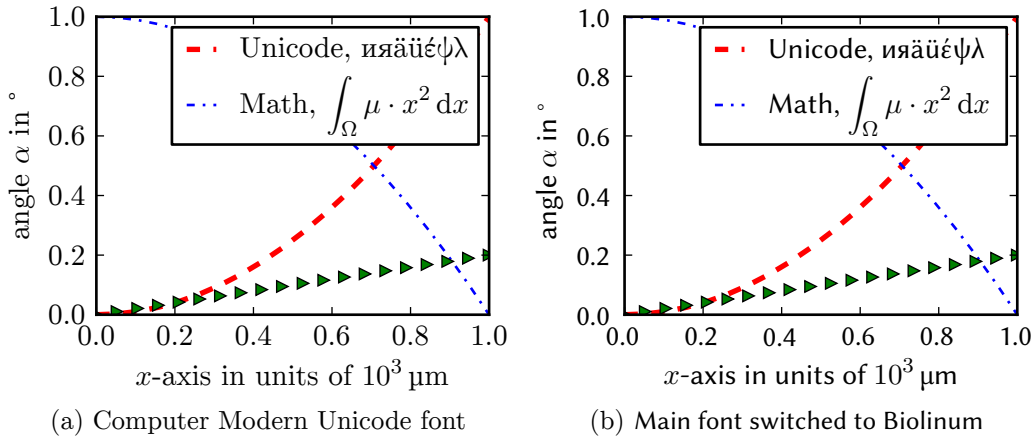 1.0
0.8
0.6
0.4
0.2
0.0
angle α in °
Unicode, ияäüέψλ
Math, ∫_Ω μ · x² dx
0.0 0.2 0.4 0.6 0.8 1.0
x-axis in units of 10³ µm
(a) Computer Modern Unicode font
1.0
0.8
0.6
0.4
0.2
0.0
angle α in °
Unicode, ияäüέψλ
Math, ∫_Ω μ · x² dx
0.0 0.2 0.4 0.6 0.8 1.0
x-axis in units of 10³ µm
(b) Main font switched to Biolinum